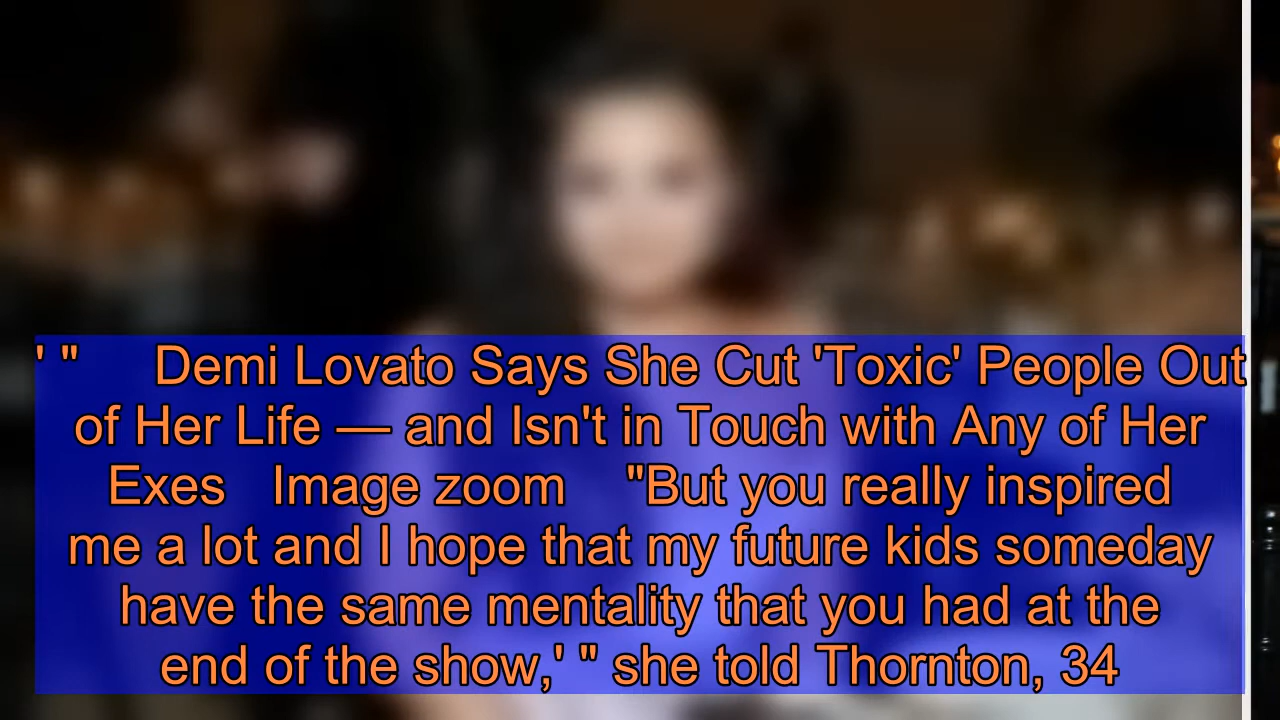 ' " Demi Lovato Says She Cut 'Toxic' People Out
of Her Life — and Isn't in Touch with Any of Her
Exes Image zoom "But you really inspired
me a lot and I hope that my future kids someday
have the same mentality that you had at the
end of the show,' " she told Thornton, 34